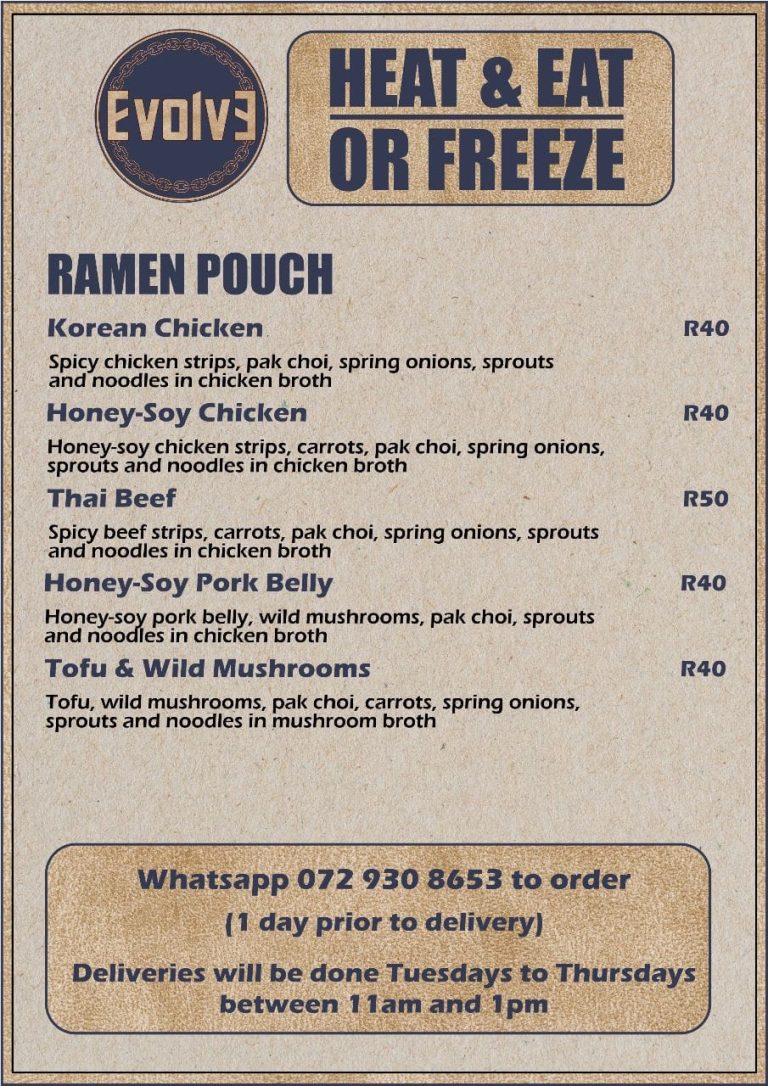 Evolve
HEAT & EAT
OR FREEZE
RAMEN POUCH
Korean Chicken R40
Spicy chicken strips, pak choi, spring onions, sprouts
and noodles in chicken broth
Honey-Soy Chicken R40
Honey-soy chicken strips, carrots, pak choi, spring onions,
sprouts and noodles in chicken broth
Thai Beef R50
Spicy beef strips, carrots, pak choi, spring onions, sprouts
and noodles in chicken broth
Honey-Soy Pork Belly R40
Honey-soy pork belly, wild mushrooms, pak choi, sprouts
and noodles in chicken broth
Tofu & Wild Mushrooms R40
Tofu, wild mushrooms, pak choi, carrots, spring onions,
sprouts and noodles in mushroom broth
Whatsapp 072 930 8653 to order
(1 day prior to delivery)
Deliveries will be done Tuesdays to Thursdays
between 11am and 1pm